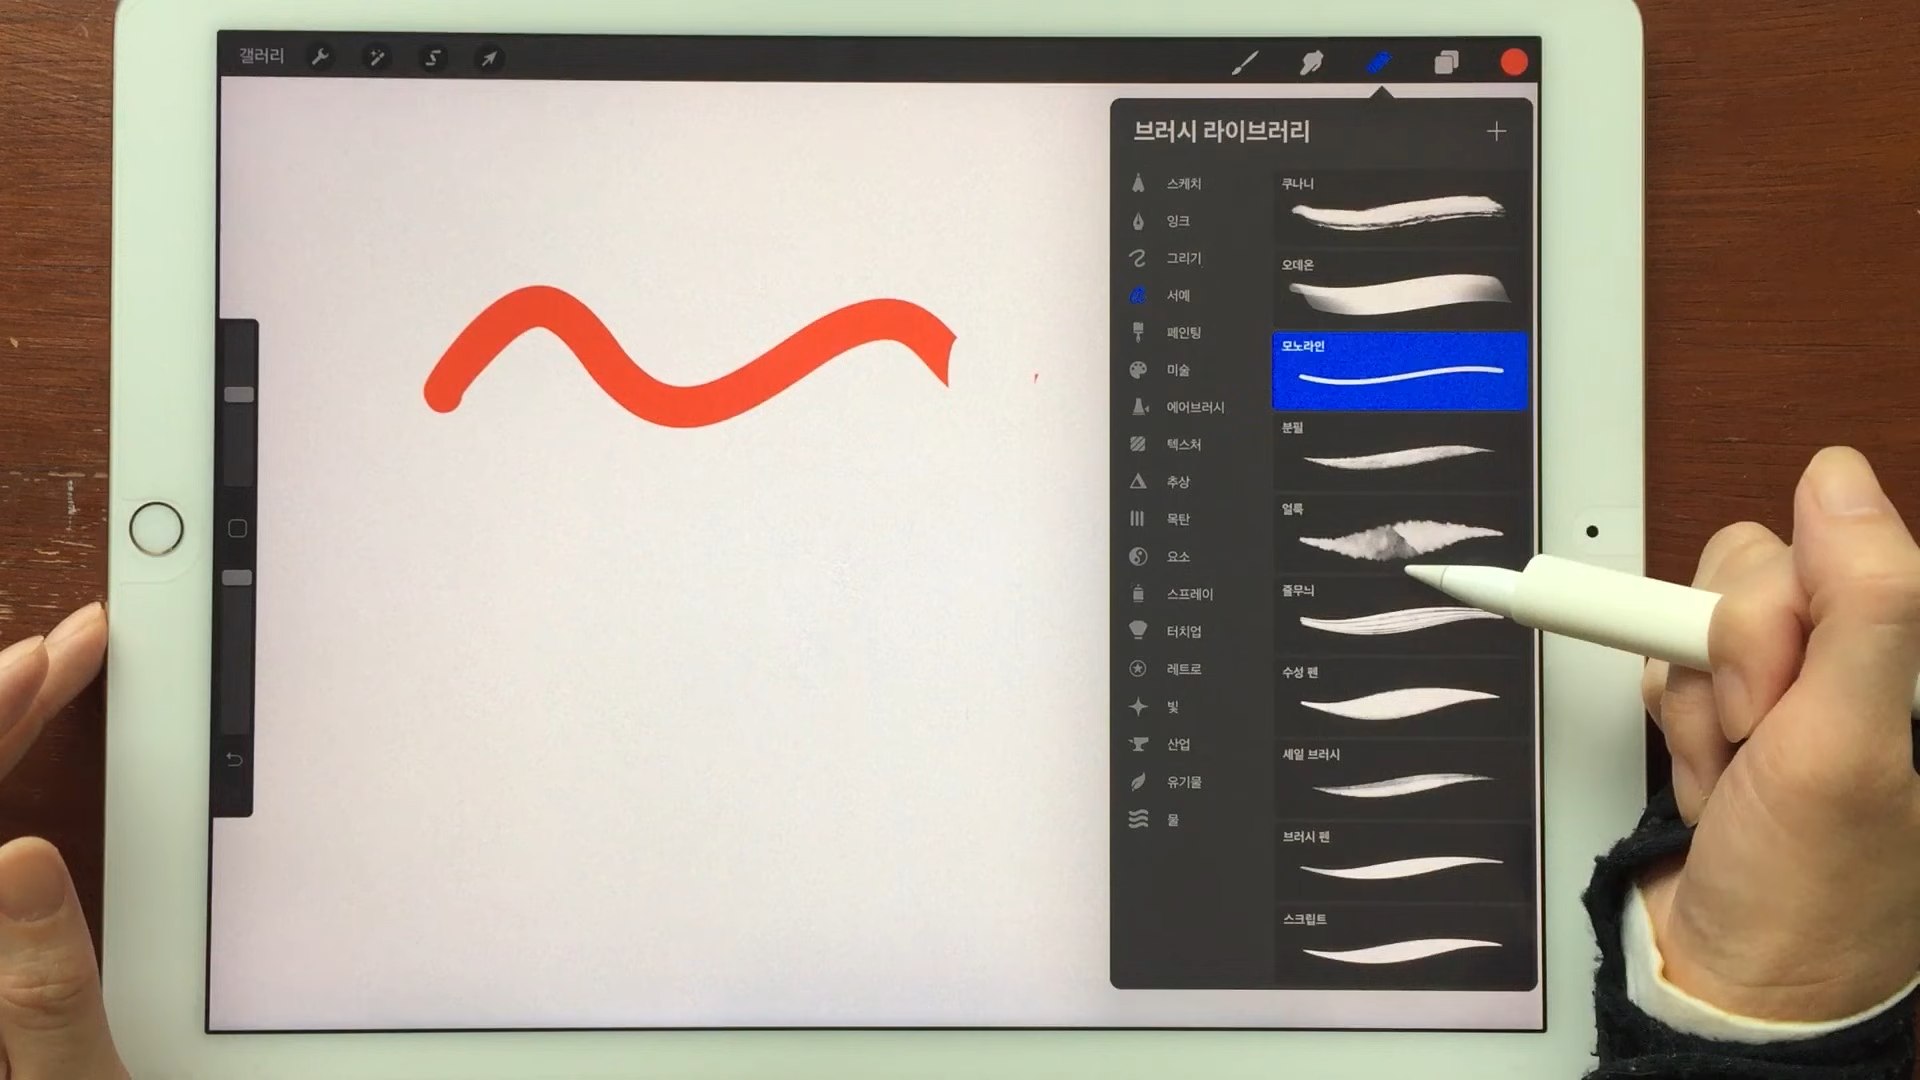 갤러리
브러시 라이브러리
스케치
잉크
그리기
서예
페인팅
미술
에어브러시
텍스처
추상
목탄
요소
스프레이
터치업
레트로
빛
산업
유기물
물
쿠나니
오데온
모노라인
분필
얼룩
줄무늬
수성 펜
셰일 브러시
브러시 펜
스크립트